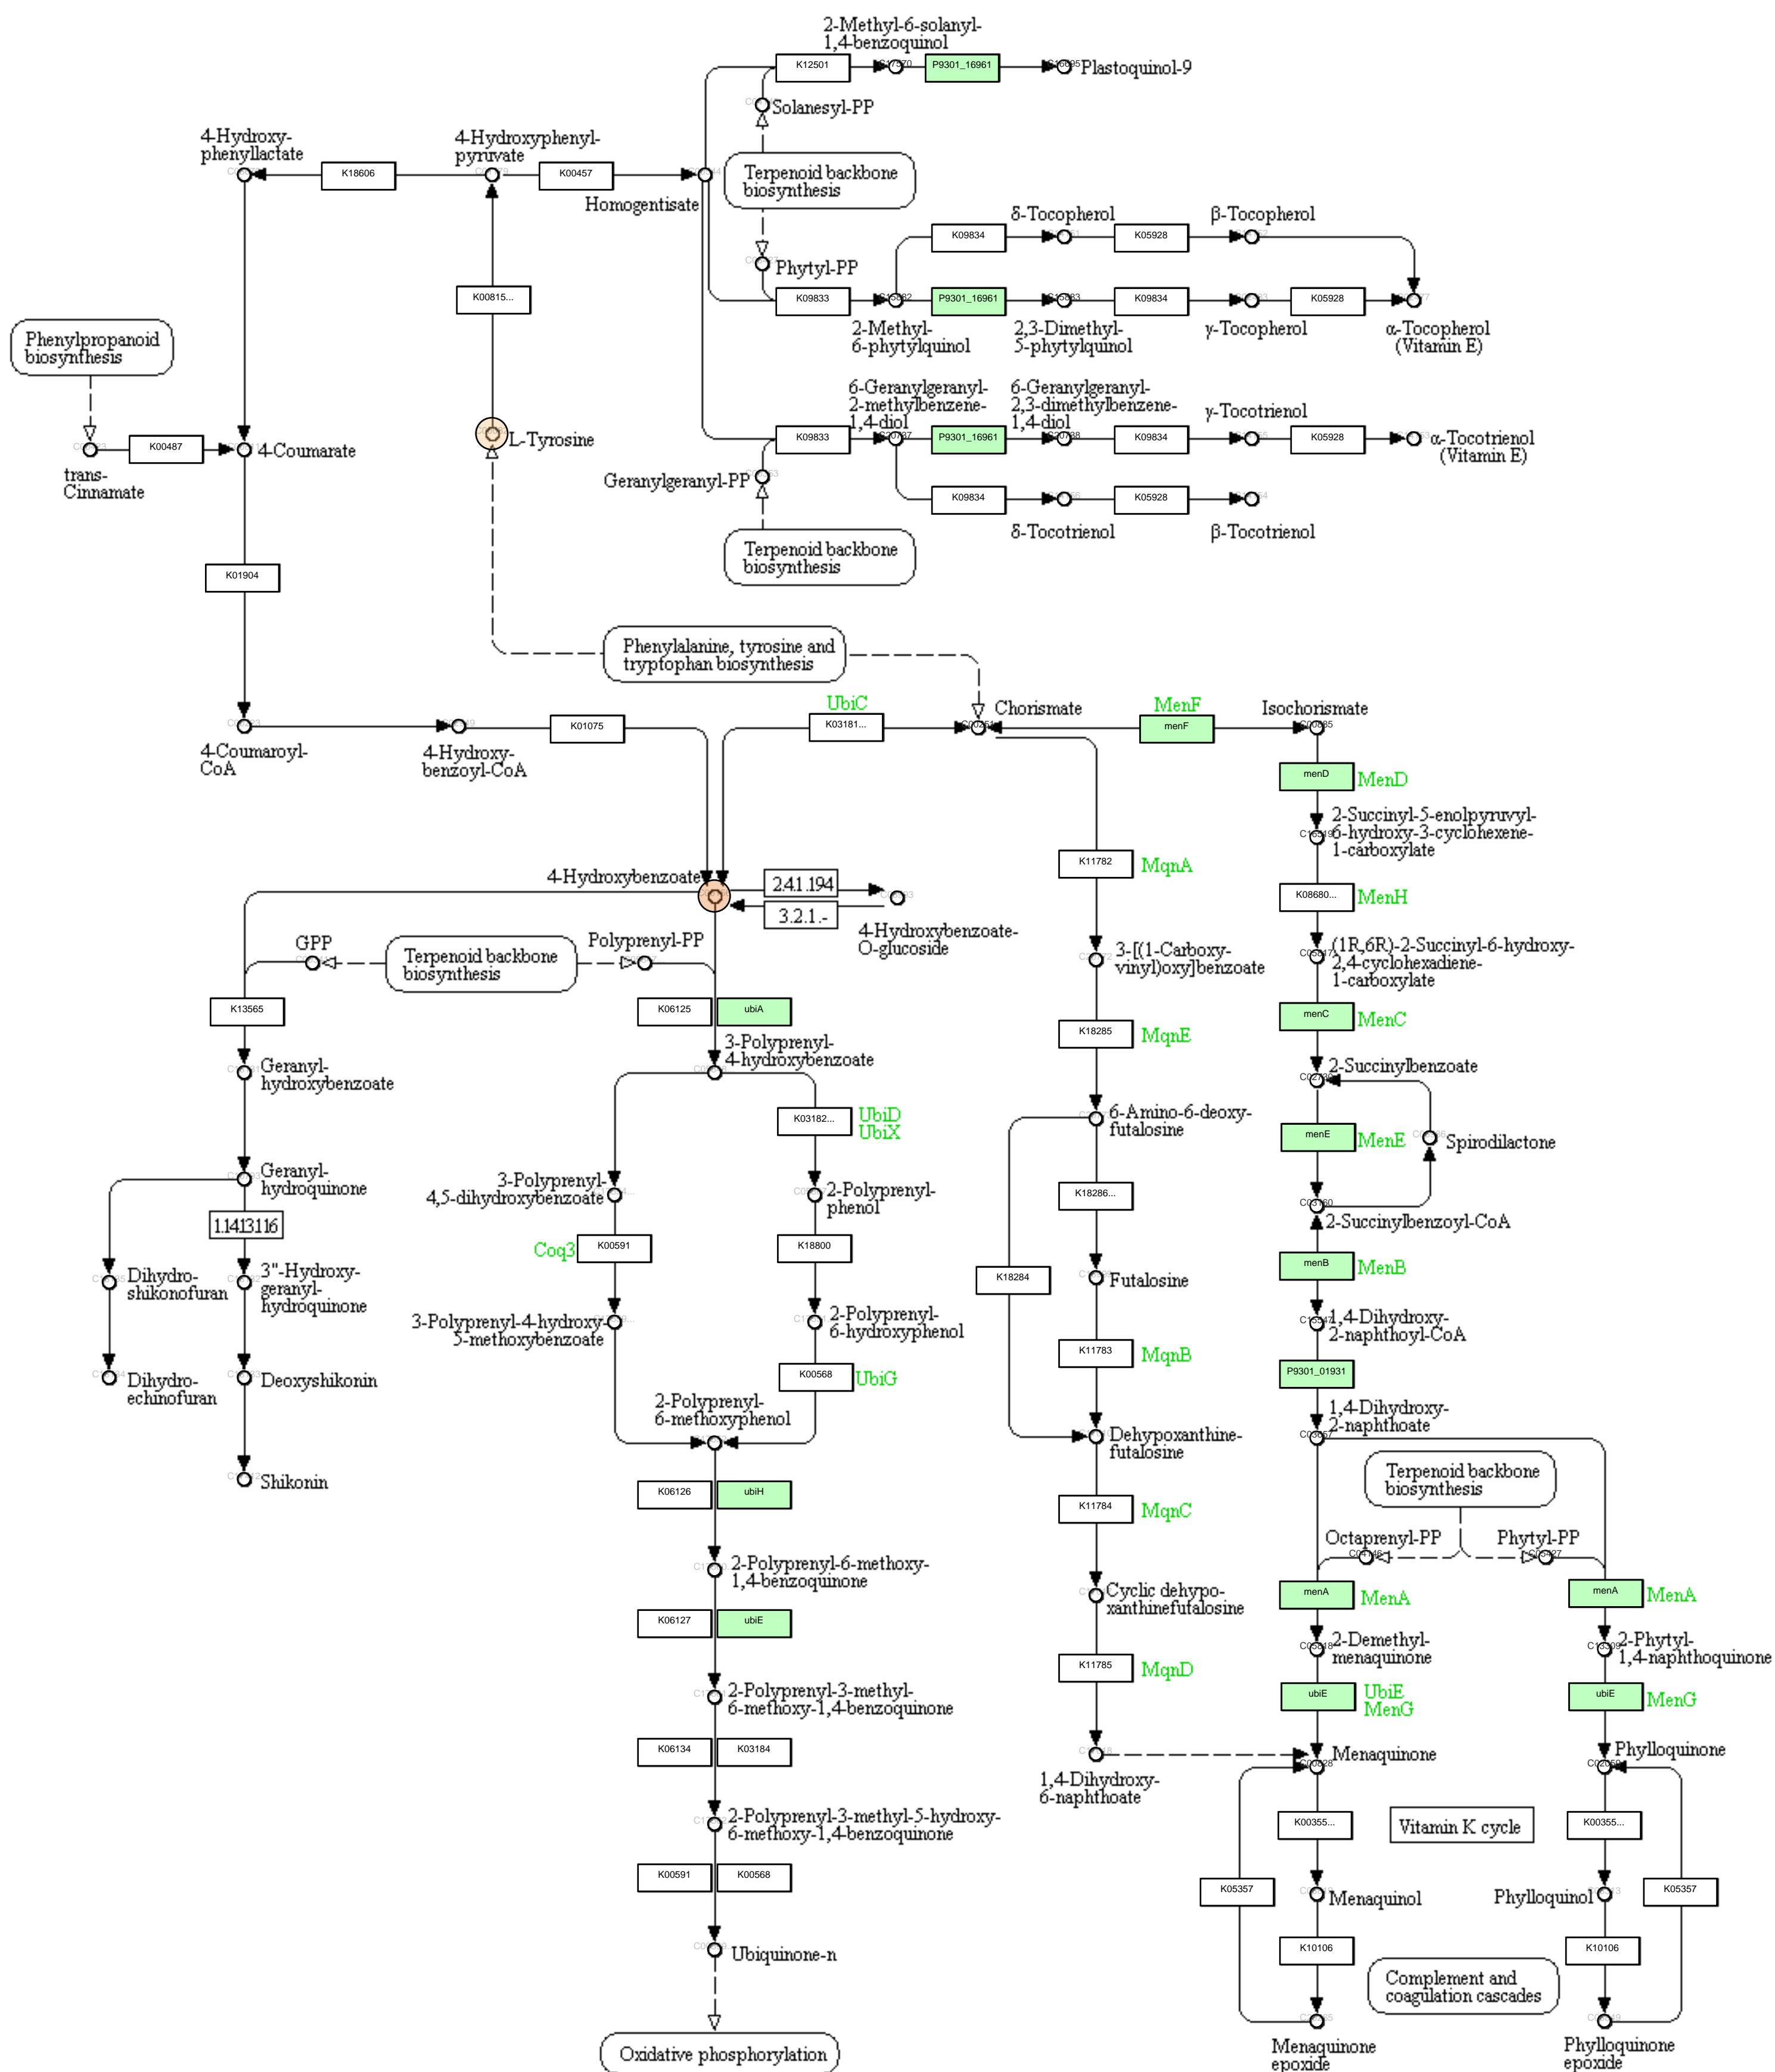 2-Methyl-6-solanyl-
1,4-benzoquinol
K12501
P9301_16961
Plastoquinol-9
Solanesyl-PP
4-Hydroxy-
phenyllactate
K18606
4-Hydroxyphenyl-
pyruvate
K00457
Homogentisate
Terpenoid backbone
biosynthesis
δ-Tocopherol
β-Tocopherol
K09834
K05928
Phytyl-PP
K00815...
K09833
P9301_16961
K09834
K05928
2-Methyl-
6-phytylquinol
2,3-Dimethyl-
5-phytylquinol
γ-Tocopherol
α-Tocopherol
(Vitamin E)
Phenylpropanoid
biosynthesis
6-Geranylgeranyl-
2-methylbenzene-
1,4-diol
6-Geranylgeranyl-
2,3-dimethylbenzene-
1,4-diol
γ-Tocotrienol
L-Tyrosine
K09833
P9301_16961
K09834
K05928
α-Tocotrienol
(Vitamin E)
K00487
4-Coumarate
trans-
Cinnamate
Geranylgeranyl-PP
K09834
K05928
δ-Tocotrienol
β-Tocotrienol
Terpenoid backbone
biosynthesis
K01904
Phenylalanine, tyrosine and
tryptophan biosynthesis
UbiC
K03181...
Chorismate
MenF
menF
Isochorismate
K01075
4-Coumaroyl-
CoA
4-Hydroxy-
benzoyl-CoA
menD
MenD
2-Succinyl-5-enolpyruvyl-
6-hydroxy-3-cyclohexene-
1-carboxylate
K11782
MqnA
4-Hydroxybenzoate
2.4.1.194
3.2.1.-
4-Hydroxybenzoate-
O-glucoside
K08680...
MenH
GPP
Terpenoid backbone
biosynthesis
Polyprenyl-PP
3-[(1-Carboxy-
vinyl)oxy]benzoate
(1R,6R)-2-Succinyl-6-hydroxy-
2,4-cyclohexadiene-
1-carboxylate
K13565
K06125
ubiA
K18285
MqnE
menC
MenC
3-Polyprenyl-
4-hydroxybenzoate
Geranyl-
hydroxybenzoate
2-Succinylbenzoate
K03182...
UbiD
UbiX
6-Amino-6-deoxy-
futalosine
menE
MenE
Spirodilactone
Geranyl-
hydroquinone
3-Polyprenyl-
4,5-dihydroxybenzoate
2-Polyprenyl-
phenol
K18286...
2-Succinylbenzoyl-CoA
1.14.13.116
Coq3
K00591
K18800
menB
MenB
Dihydro-
shikonofuran
3"-Hydroxy-
geranyl-
hydroquinone
K18284
Futalosine
3-Polyprenyl-4-hydroxy-
5-methoxybenzoate
2-Polyprenyl-
6-hydroxyphenol
1,4-Dihydroxy-
2-naphthoyl-CoA
K11783
MqnB
Dihydro-
echinofuran
Deoxyshikonin
K00568
UbiG
P9301_01931
2-Polyprenyl-
6-methoxyphenol
1,4-Dihydroxy-
2-naphthoate
Dehypoxanthine-
futalosine
Shikonin
Terpenoid backbone
biosynthesis
K06126
ubiH
K11784
MqnC
Octaprenyl-PP
Phytyl-PP
2-Polyprenyl-6-methoxy-
1,4-benzoquinone
Cyclic dehypo-
xanthinefutalosine
menA
MenA
menA
MenA
K06127
ubiE
2-Demethyl-
menaquinone
2-Phytyl-
1,4-naphthoquinone
K11785
MqnD
2-Polyprenyl-3-methyl-
6-methoxy-1,4-benzoquinone
ubiE
UbiE
MenG
ubiE
MenG
K06134
K03184
Menaquinone
Phylloquinone
1,4-Dihydroxy-
6-naphthoate
2-Polyprenyl-3-methyl-5-hydroxy-
6-methoxy-1,4-benzoquinone
K00355...
Vitamin K cycle
K00355...
K00591
K00568
K05357
Menaquinol
Phylloquinol
K05357
Ubiquinone-n
K10106
K10106
Complement and
coagulation cascades
Oxidative phosphorylation
Menaquinone
epoxide
Phylloquinone
epoxide